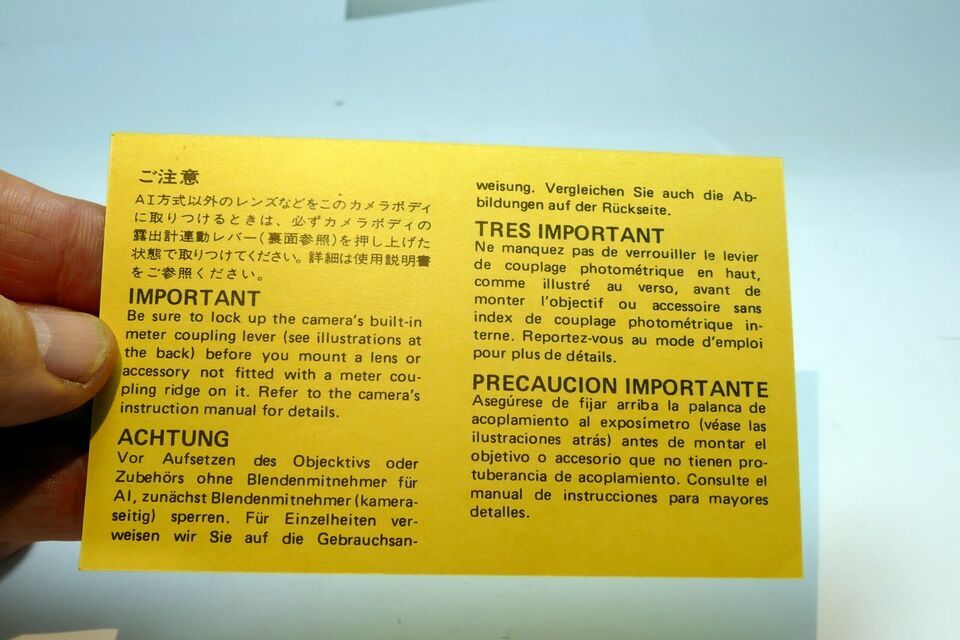 ご注意
AI方式以外のレンズなどをこのカメラボディ
に取りつけるときは、必ずカメラボディの
露出計連動レバー(裏面参照)を押し上げた
状態で取りつけてください。詳細は使用説明書
をご参照ください。
IMPORTANT
Be sure to lock up the camera's built-in
meter coupling lever (see illustrations at
the back) before you mount a lens or
accessory not fitted with a meter cou-
pling ridge on it. Refer to the camera's
instruction manual for details.
ACHTUNG
Vor Aufsetzen des Objecktivs oder
Zubehörs ohne Blendenmitnehmer für
AI, zunächst Blendenmitnehmer (kamera-
seitig) sperren. Für Einzelheiten ver-
weisen wir Sie auf die Gebrauchsan-
weisung. Vergleichen Sie auch die Ab-
bildungen auf der Rückseite.
TRES IMPORTANT
Ne manquez pas de verrouiller le levier
de couplage photométrique en haut,
comme illustré au verso, avant de
monter l'objectif ou accessoire sans
index de couplage photométrique in-
terne. Reportez-vous au mode d'emploi
pour plus de détails.
PRECAUCION IMPORTANTE
Asegúrese de fijar arriba la palanca de
acoplamiento al exposímetro (véase las
ilustraciones atrás) antes de montar el
objetivo o accesorio que no tienen pro-
tuberancia de acoplamiento. Consulte el
manual de instrucciones para mayores
detalles.